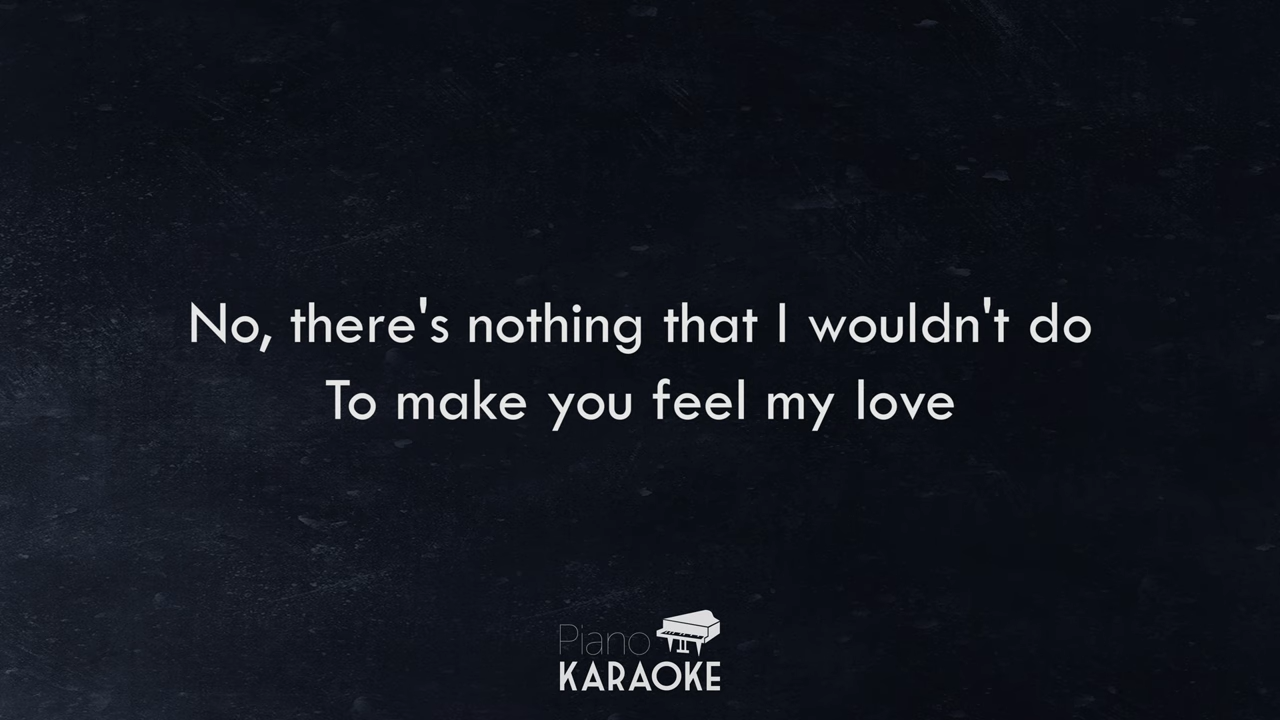 No, there's nothing that I wouldn't do
To make you feel my love
Piano
KARAOKE